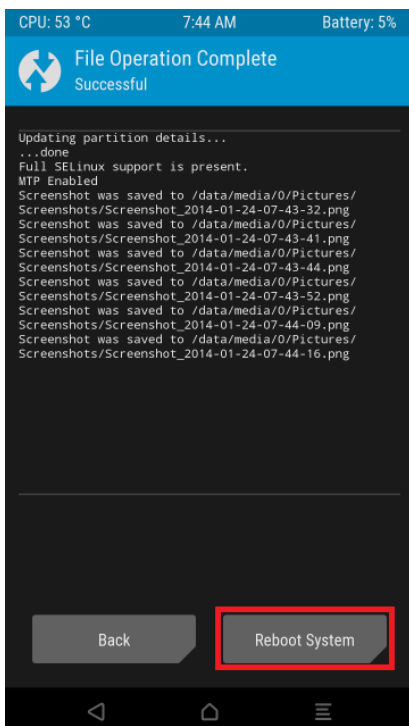 CPU: 53 °C 7:44 AM Battery: 5%
File Operation Complete
Successful
Updating partition details...
...done
Full SELinux support is present.
MTP Enabled
Screenshot was saved to /data/media/0/Pictures/
Screenshots/Screenshot_2014-01-24-07-43-32.png
Screenshot was saved to /data/media/0/Pictures/
Screenshots/Screenshot_2014-01-24-07-43-41.png
Screenshot was saved to /data/media/0/Pictures/
Screenshots/Screenshot_2014-01-24-07-43-44.png
Screenshot was saved to /data/media/0/Pictures/
Screenshots/Screenshot_2014-01-24-07-43-52.png
Screenshot was saved to /data/media/0/Pictures/
Screenshots/Screenshot_2014-01-24-07-44-09.png
Screenshot was saved to /data/media/0/Pictures/
Screenshots/Screenshot_2014-01-24-07-44-16.png
Back Reboot System